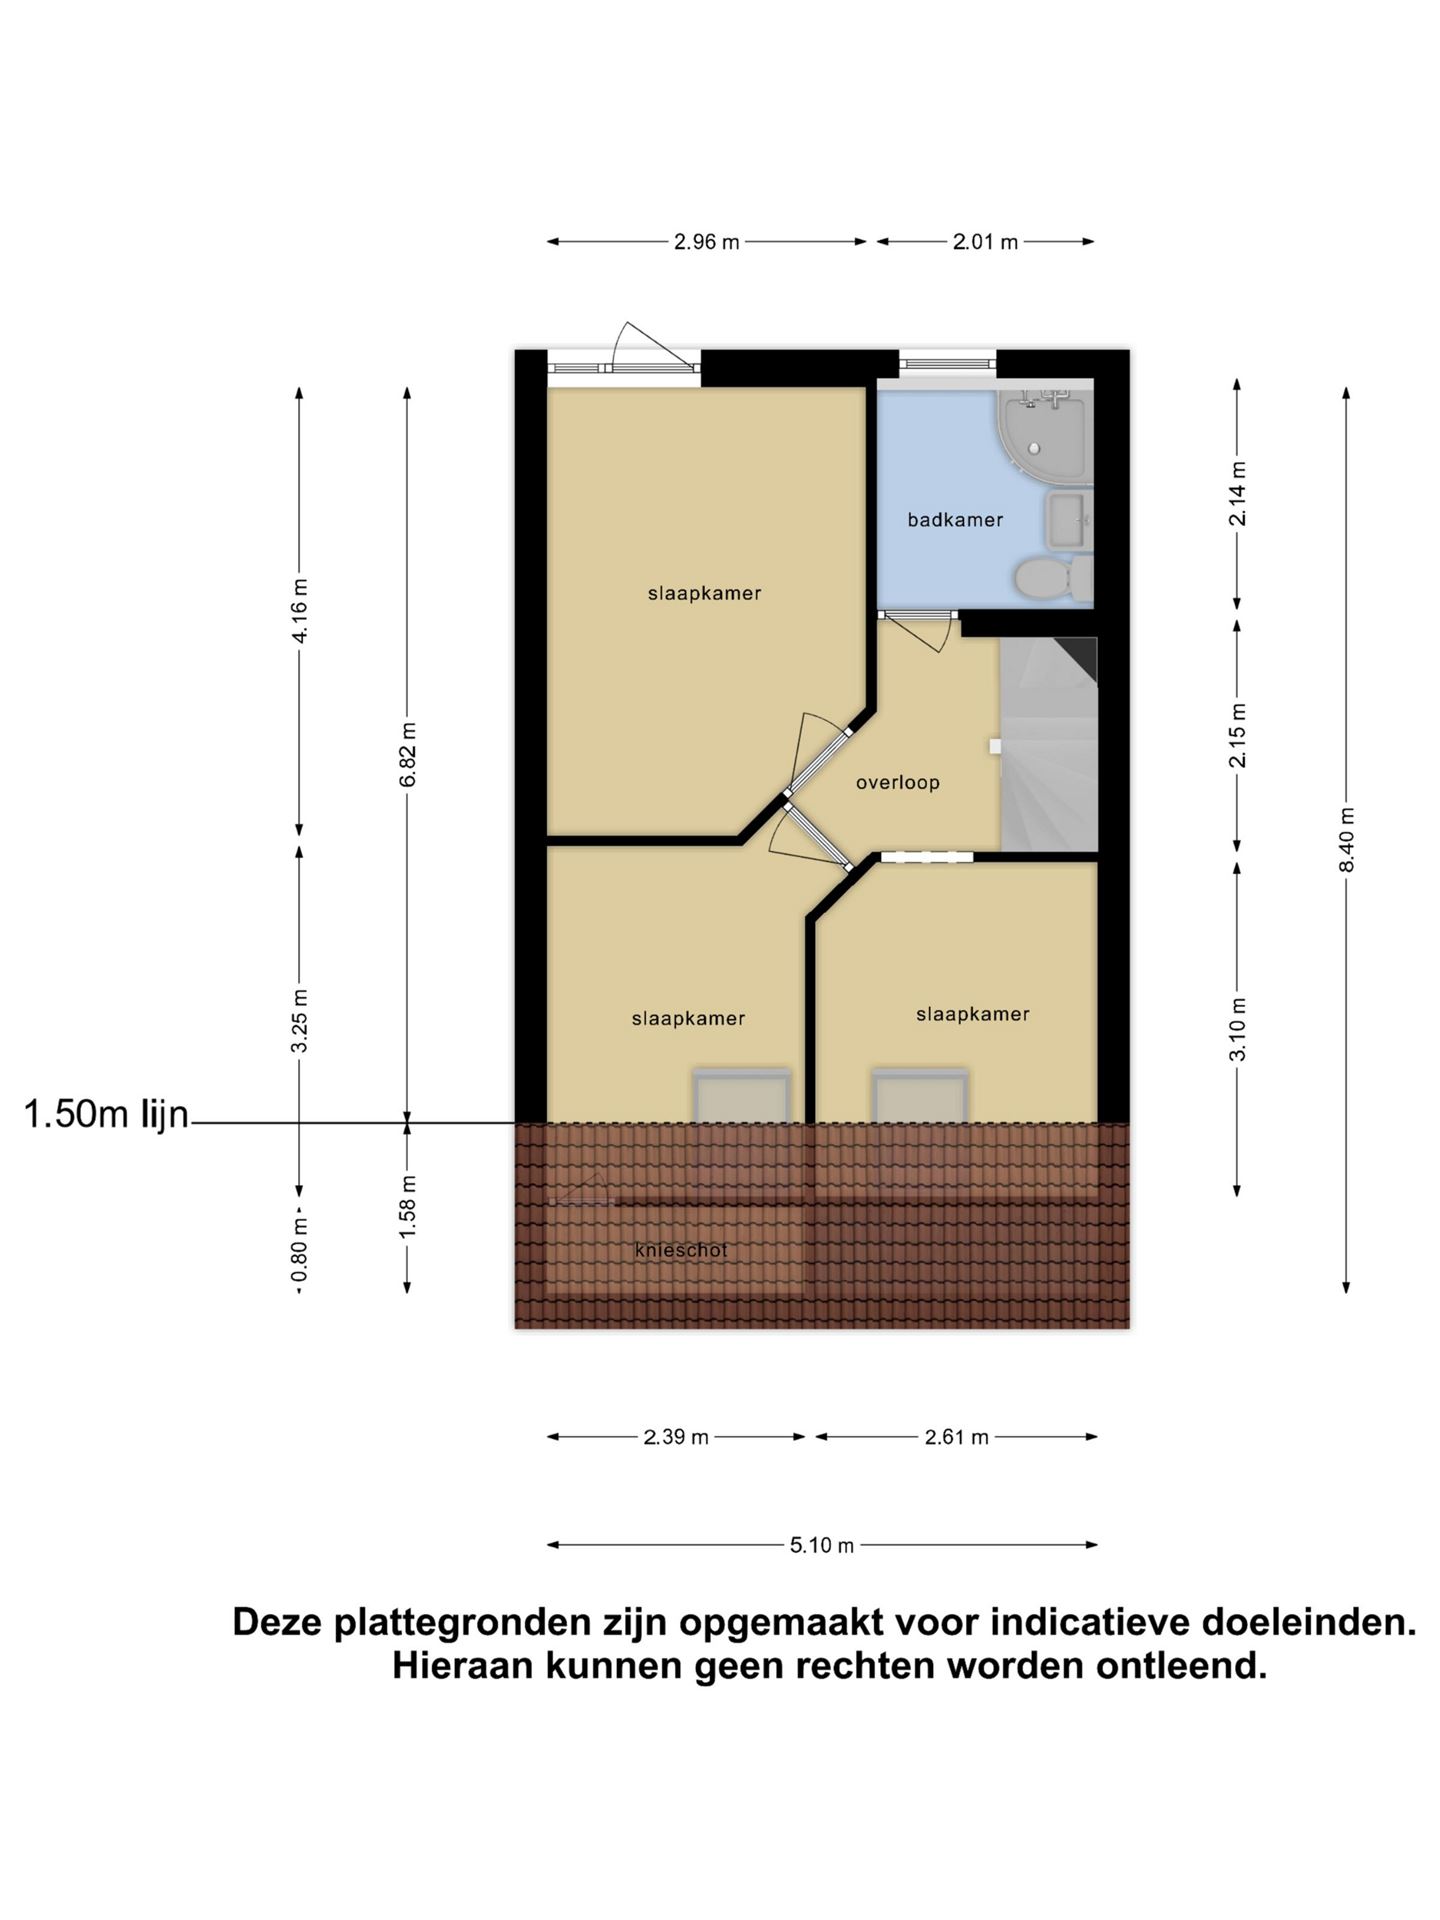 2.96 m
2.01 m
2.14 m
badkamer
slaapkamer
4.16 m
6.82 m
2.15 m
overloop
8.40 m
3.25 m
slaapkamer
slaapkamer
3.10 m
1.50m lijn
1.58 m
0.80 m
knieschot
2.39 m
2.61 m
5.10 m
Deze plattegronden zijn opgemaakt voor indicatieve doeleinden.
Hieraan kunnen geen rechten worden ontleend.